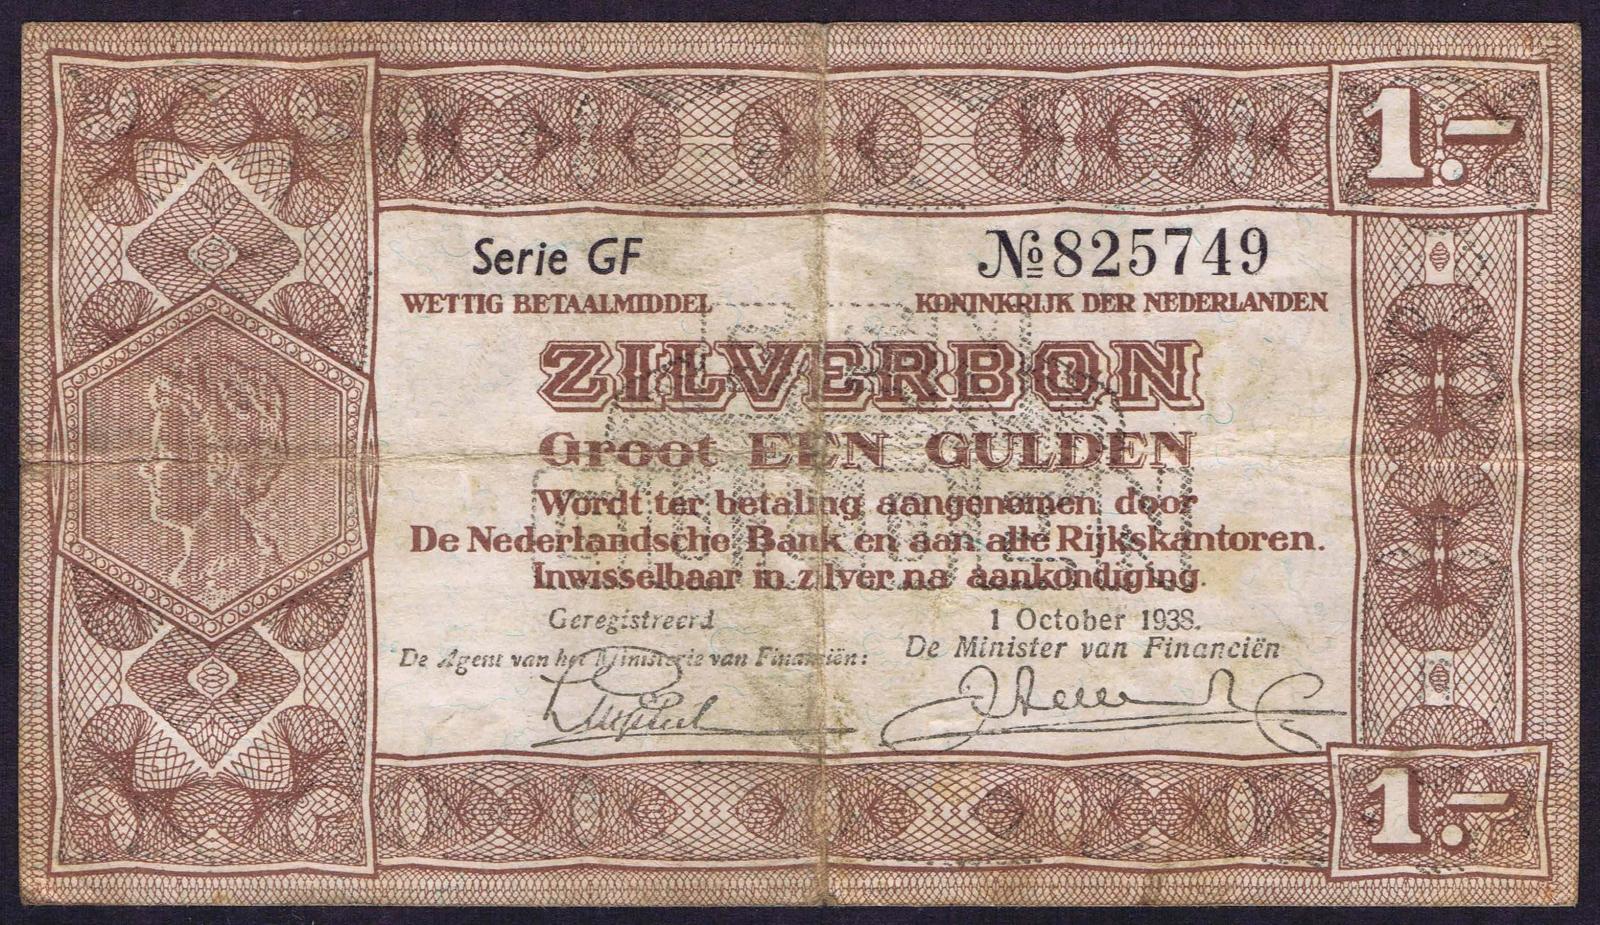 1.-
Serie GF
№ 825749
WETTIG BETAALMIDDEL
KONINKRIJK DER NEDERLANDEN
ZILVERBON
Groot EEN GULDEN
Wordt ter betaling aangenomen door
De Nederlandsche Bank en aan alle Rijkskantoren.
Inwisselbaar in zilver na aankondiging.
Geregistreerd
De Agent van het Ministerie van Financiën:
1 October 1938.
De Minister van Financiën
1.-